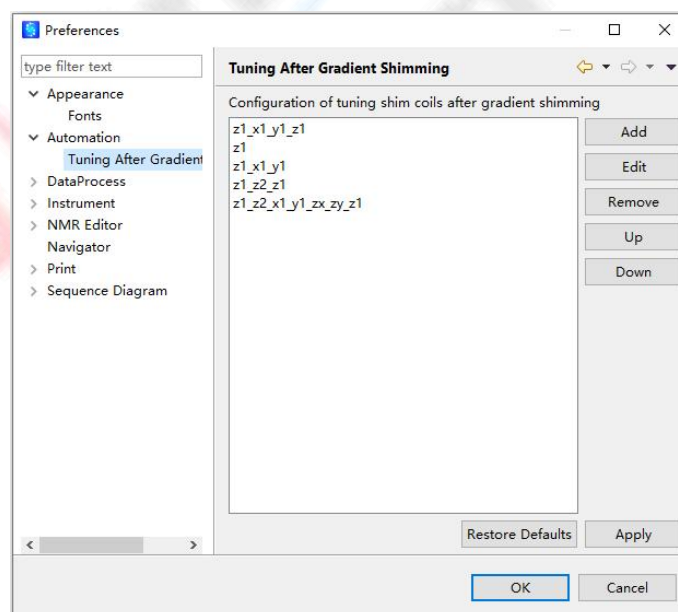 Preferences
type filter text
Appearance
Fonts
Automation
Tuning After Gradient
DataProcess
Instrument
NMR Editor
Navigator
Print
Sequence Diagram
Tuning After Gradient Shimming
Configuration of tuning shim coils after gradient shimming
z1_x1_y1_z1
z1
z1_x1_y1
z1_z2_z1
z1_z2_x1_y1_zx_zy_z1
Add
Edit
Remove
Up
Down
Restore Defaults
Apply
OK
Cancel